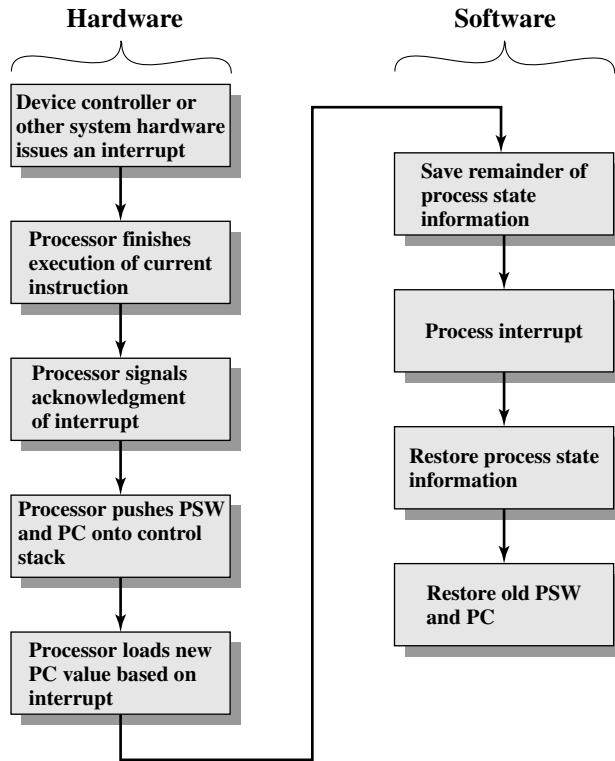 Hardware
Device controller or
other system hardware
issues an interrupt
Processor finishes
execution of current
instruction
Processor signals
acknowledgment
of interrupt
Processor pushes PSW
and PC onto control
stack
Processor loads new
PC value based on
interrupt
Software
Save remainder of
process state
information
Process interrupt
Restore process state
information
Restore old PSW
and PC